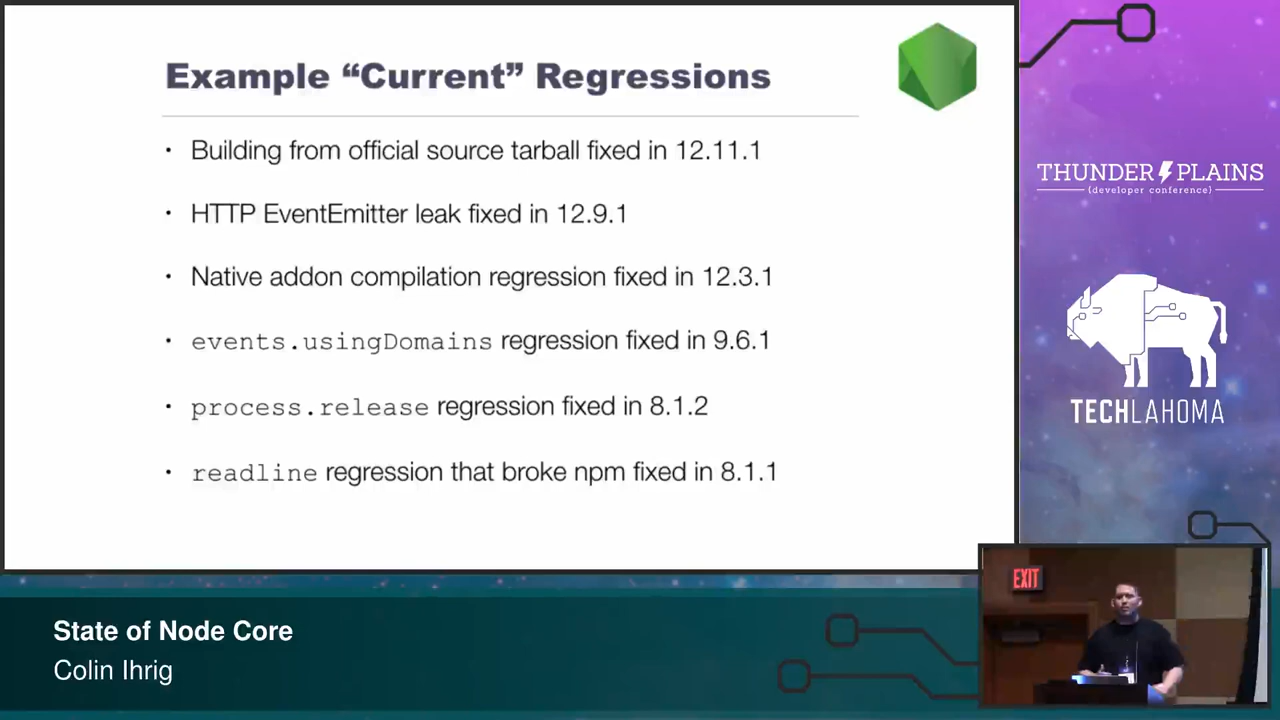 Example “Current” Regressions
• Building from official source tarball fixed in 12.11.1
• HTTP EventEmitter leak fixed in 12.9.1
• Native addon compilation regression fixed in 12.3.1
• events.usingDomains regression fixed in 9.6.1
• process.release regression fixed in 8.1.2
• readline regression that broke npm fixed in 8.1.1
THUNDER PLAINS
{developer conference}
TECHLAHOMA
EXIT
State of Node Core
Colin Ihrig